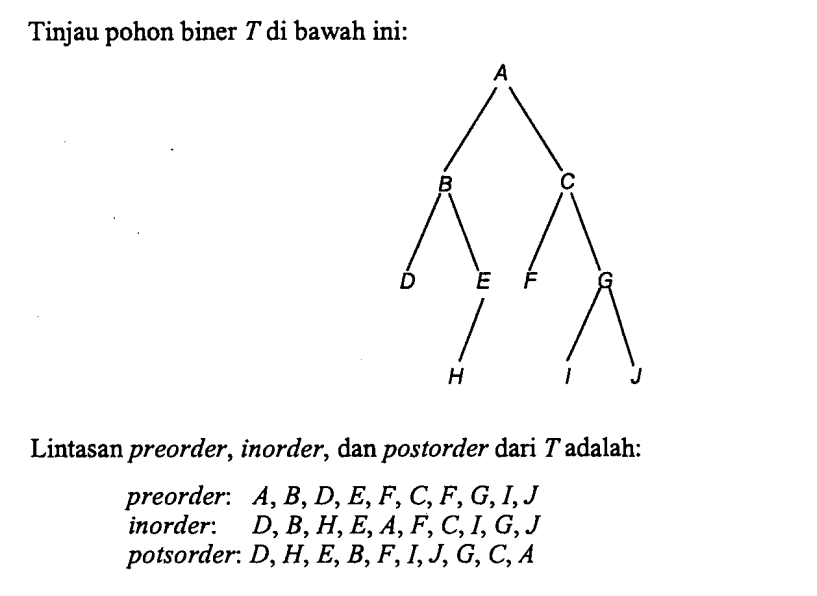 Tinjau pohon biner T di bawah ini:
A
B C
D E F G
H I J
Lintasan preorder, inorder, dan postorder dari T adalah:
preorder: A, B, D, E, F, C, F, G, I, J
inorder: D, B, H, E, A, F, C, I, G, J
potsorder: D, H, E, B, F, I, J, G, C, A